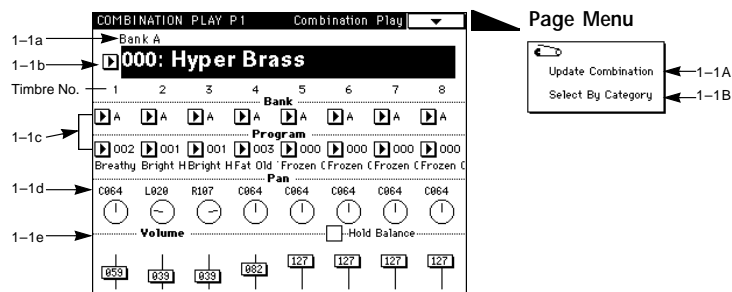 COMBINATION PLAY P1 Combination Play
Page Menu
1–1a Bank A
1–1b 000: Hyper Brass
Update Combination 1–1A
Select By Category 1–1B
Timbre No. 1 2 3 4 5 6 7 8
Bank
1–1c
A A A A A A A A
Program
002 001 001 003 000 000 000 000
Breathy Bright H Bright H Fat Old Frozen C Frozen C Frozen C Frozen C
Pan
1–1d C064 L020 R107 C064 C064 C064 C064 C064
1–1e Volume Hold Balance
059 039 039 082 127 127 127 127